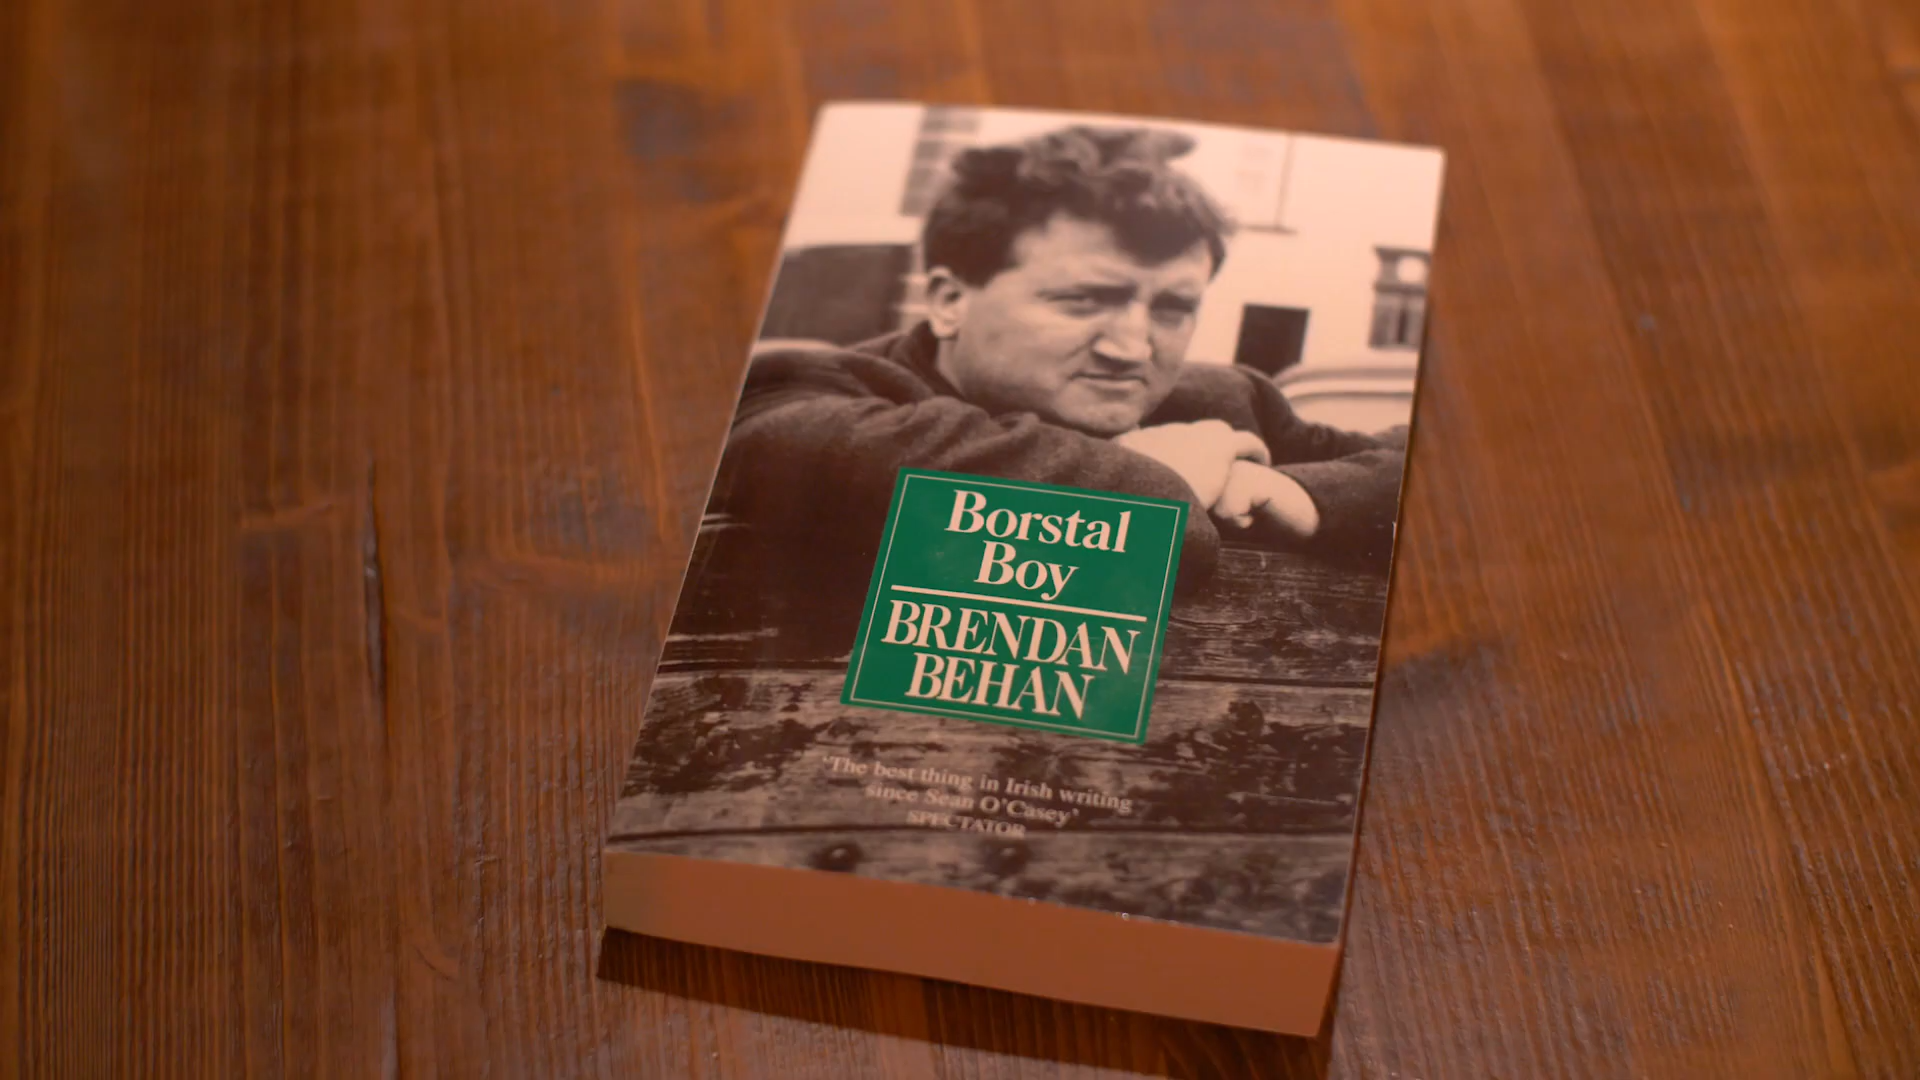 Borstal
Boy
BRENDAN
BEHAN
‘The best thing in Irish writing
since Sean O’Casey’
SPECTATOR